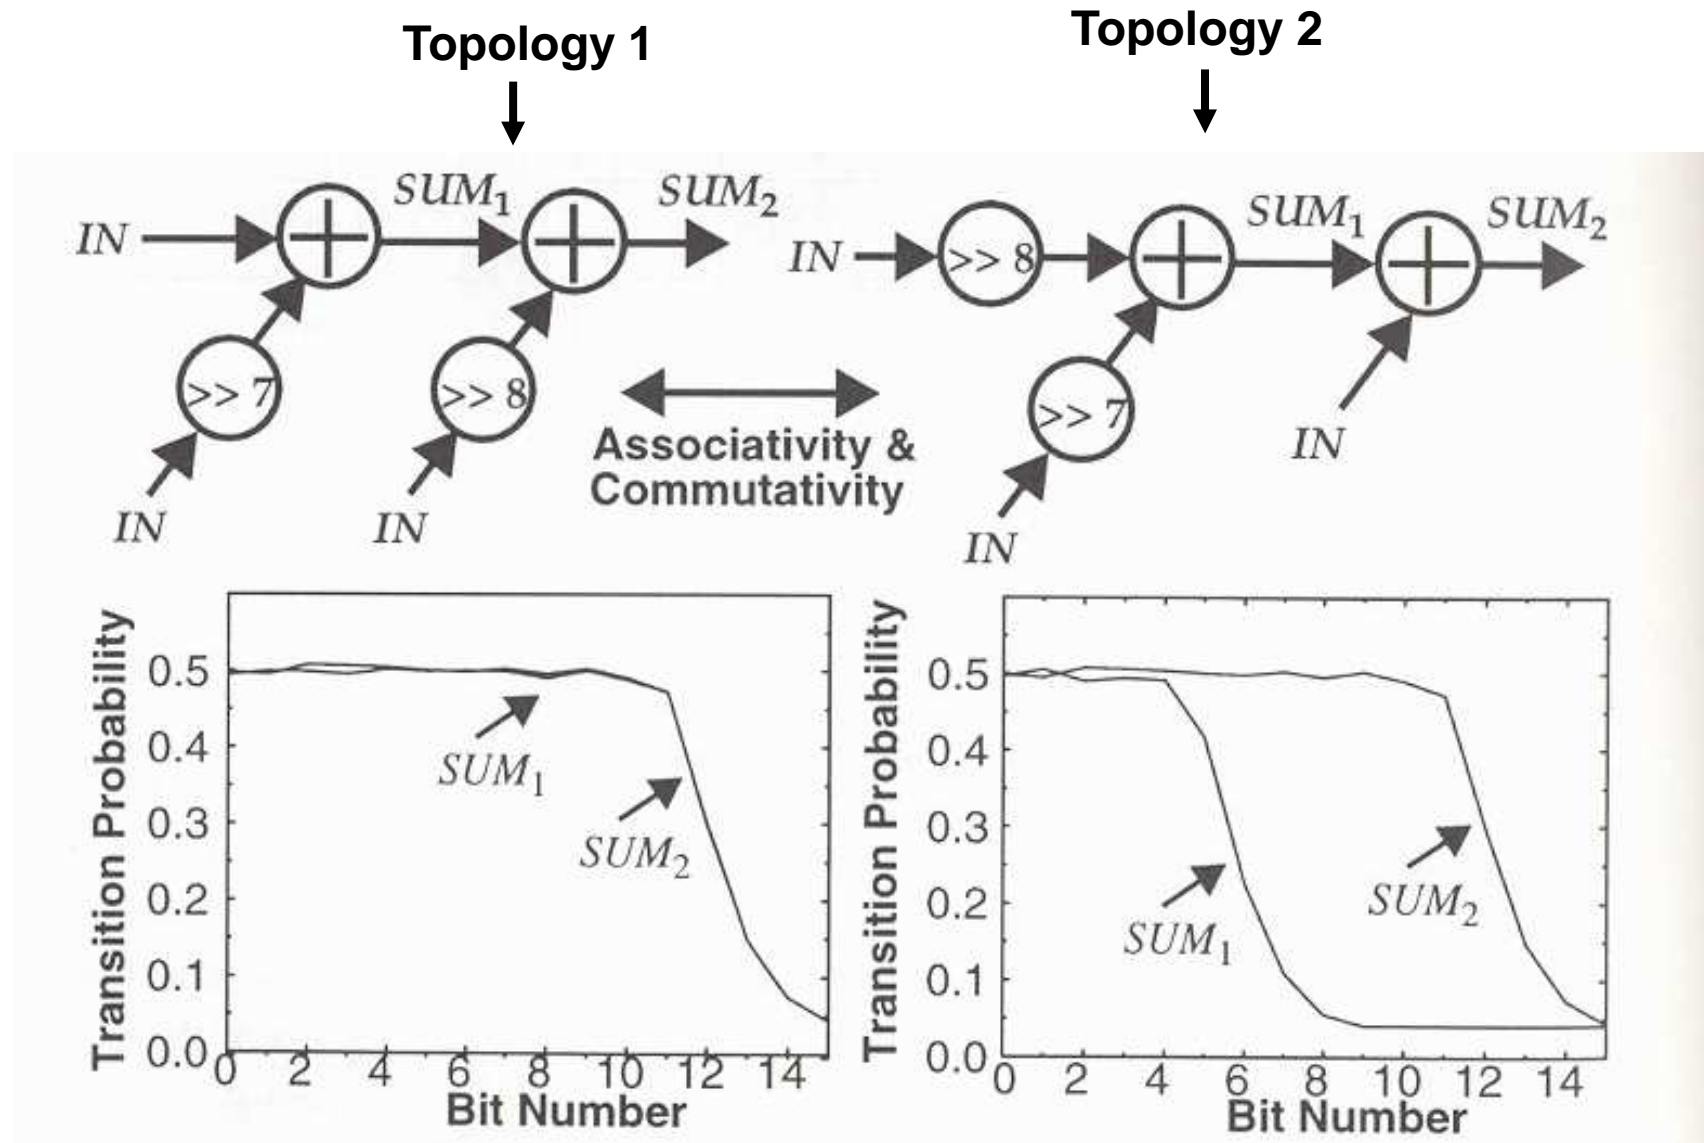 Topology 1
Topology 2
IN
SUM1
SUM2
>> 7
>> 8
IN
IN
Associativity &
Commutativity
IN
>> 8
SUM1
SUM2
>> 7
IN
IN
Transition Probability
0.5
0.4
0.3
0.2
0.1
0.0
0 2 4 6 8 10 12 14
Bit Number
SUM1
SUM2
Transition Probability
0.5
0.4
0.3
0.2
0.1
0.0
0 2 4 6 8 10 12 14
Bit Number
SUM1
SUM2